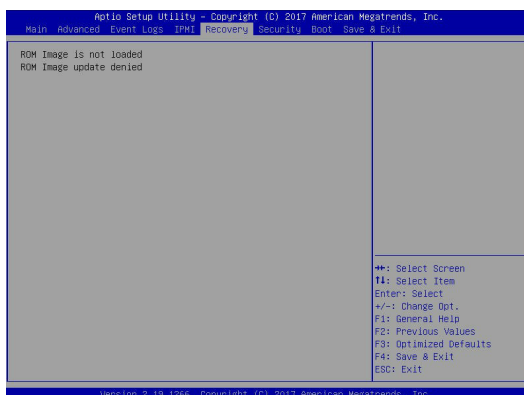 Aptio Setup Utility – Copyright (C) 2017 American Megatrends, Inc.
Main Advanced Event Logs IPMI Recovery Security Boot Save & Exit
ROM Image is not loaded
ROM Image update denied
→←: Select Screen
↑↓: Select Item
Enter: Select
+/-: Change Opt.
F1: General Help
F2: Previous Values
F3: Optimized Defaults
F4: Save & Exit
ESC: Exit
Version 2.19.1266. Copyright (C) 2017 American Megatrends, Inc.